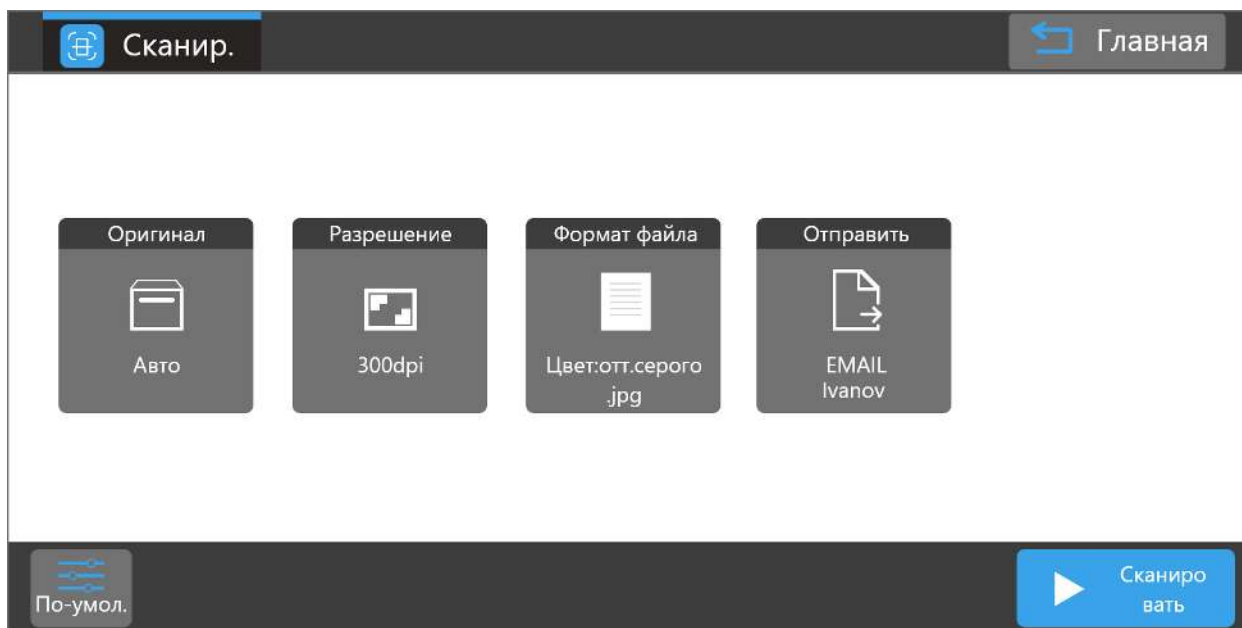 Сканир.
Главная
Оригинал
Разрешение
Формат файла
Отправить
Авто
300dpi
Цвет:отт.серого
.jpg
EMAIL
Ivanov
По-умол.
Сканиро
вать